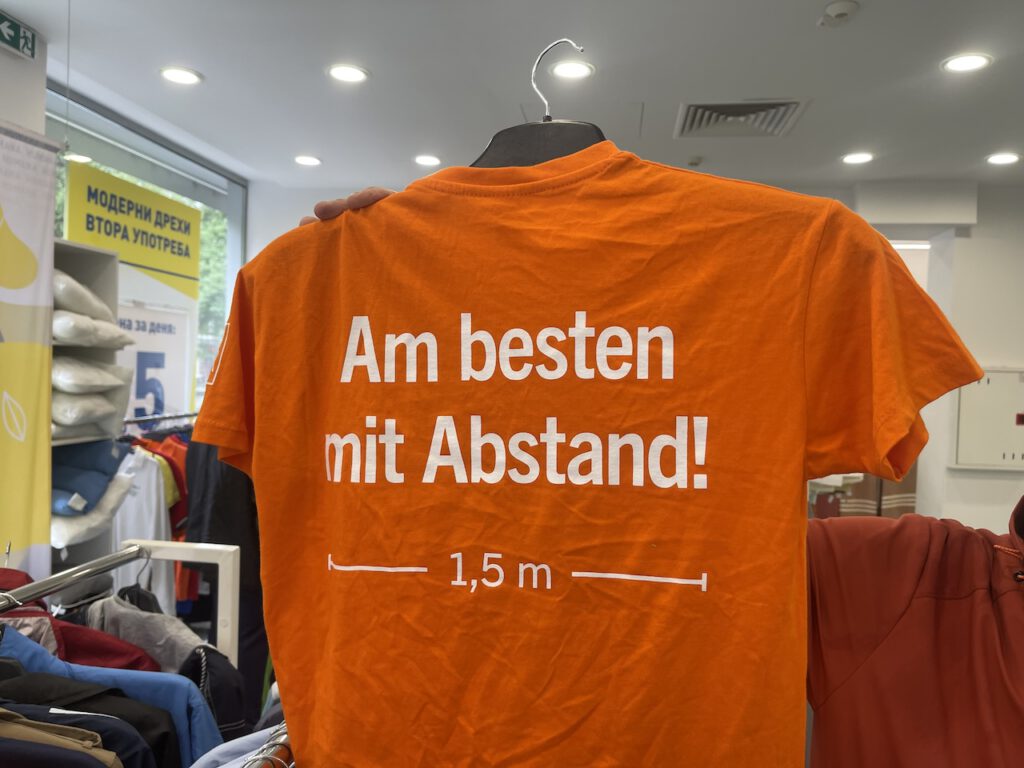 МОДЕРНИ ДРЕХИ
ВТОРА УПОТРЕБА
на за деня:
5
Am besten
mit Abstand!
1,5 m